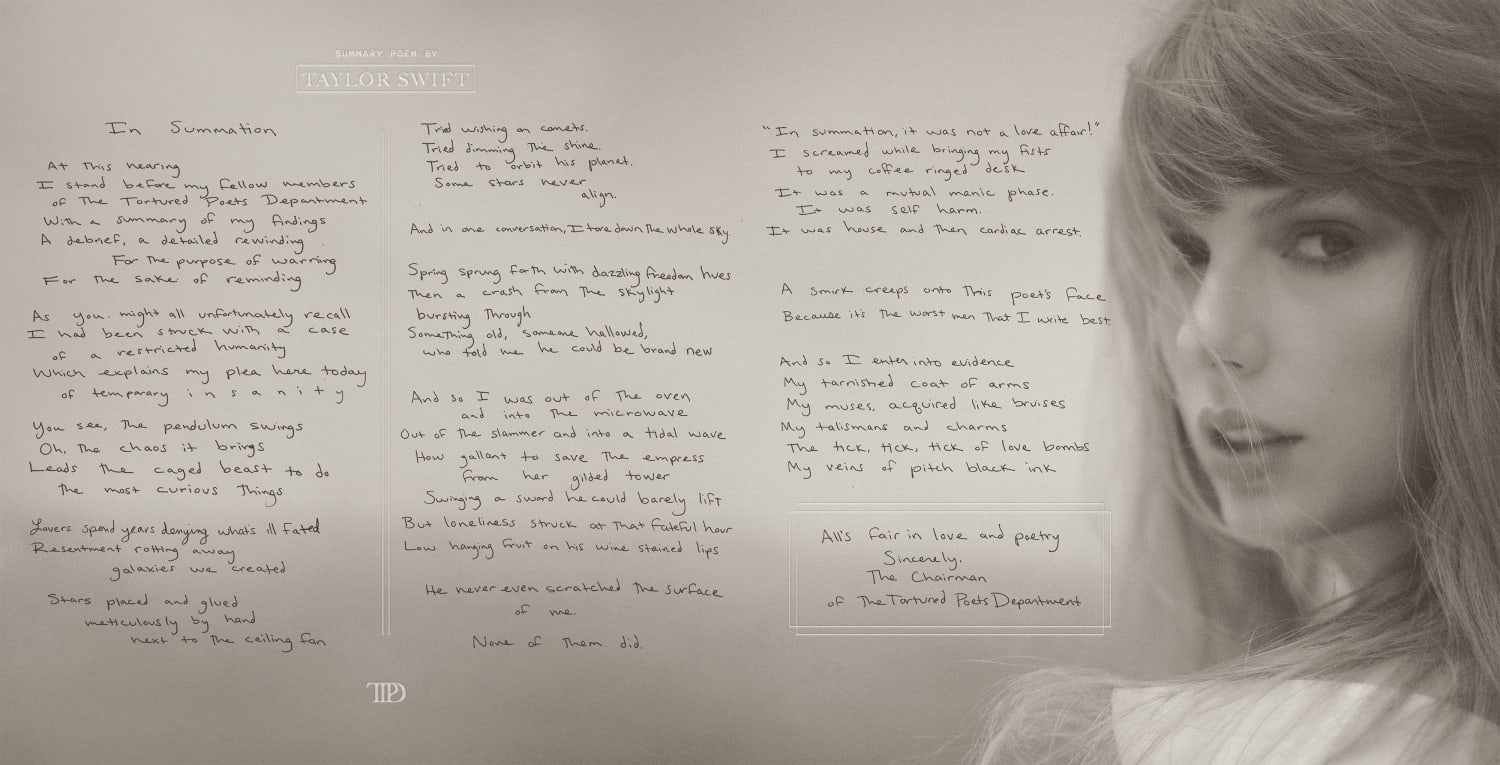 SUMMARY POEM BY
TAYLOR SWIFT
In Summation
At this hearing
I stand before my fellow members
of The Tortured Poets Department
With a summary of my findings
A debrief, a detailed rewinding
For the purpose of warning
For the sake of reminding
As you might all unfortunately recall
I had been struck with a case
of a restricted humanity
Which explains my plea here today
of temporary i n s a n i t y
You see, the pendulum swings
Oh, the chaos it brings
Leads the caged beast to do
the most curious things
Lovers spend years denying what's ill fated
Resentment rotting away
galaxies we created
Stars placed and glued
meticulously by hand
next to the ceiling fan
Tried wishing on comets.
Tried dimming the shine.
Tried to orbit his planet.
Some stars never
align.
And in one conversation, I tore down the whole sky.
Spring sprung forth with dazzling freedom hues
Then a crash from the skylight
bursting through
Something old, someone hallowed,
who told me he could be brand new
And so I was out of the oven
and into the microwave
Out of the slammer and into a tidal wave
How gallant to save the empress
from her gilded tower
Swinging a sword he could barely lift
But loneliness struck at that fateful hour
Low hanging fruit on his wine stained lips
He never even scratched the surface
of me.
None of them did.
"In summation, it was not a love affair!"
I screamed while bringing my fists
to my coffee ringed desk
It was a mutual manic phase.
It was self harm.
It was house and then cardiac arrest.
A smirk creeps onto this poet's face
Because it's the worst men that I write best.
And so I enter into evidence
My tarnished coat of arms
My muses, acquired like bruises
My talismans and charms
The tick, tick, tick of love bombs
My veins of pitch black ink
All's fair in love and poetry
Sincerely,
The Chairman
of The Tortured Poets Department
TTPD